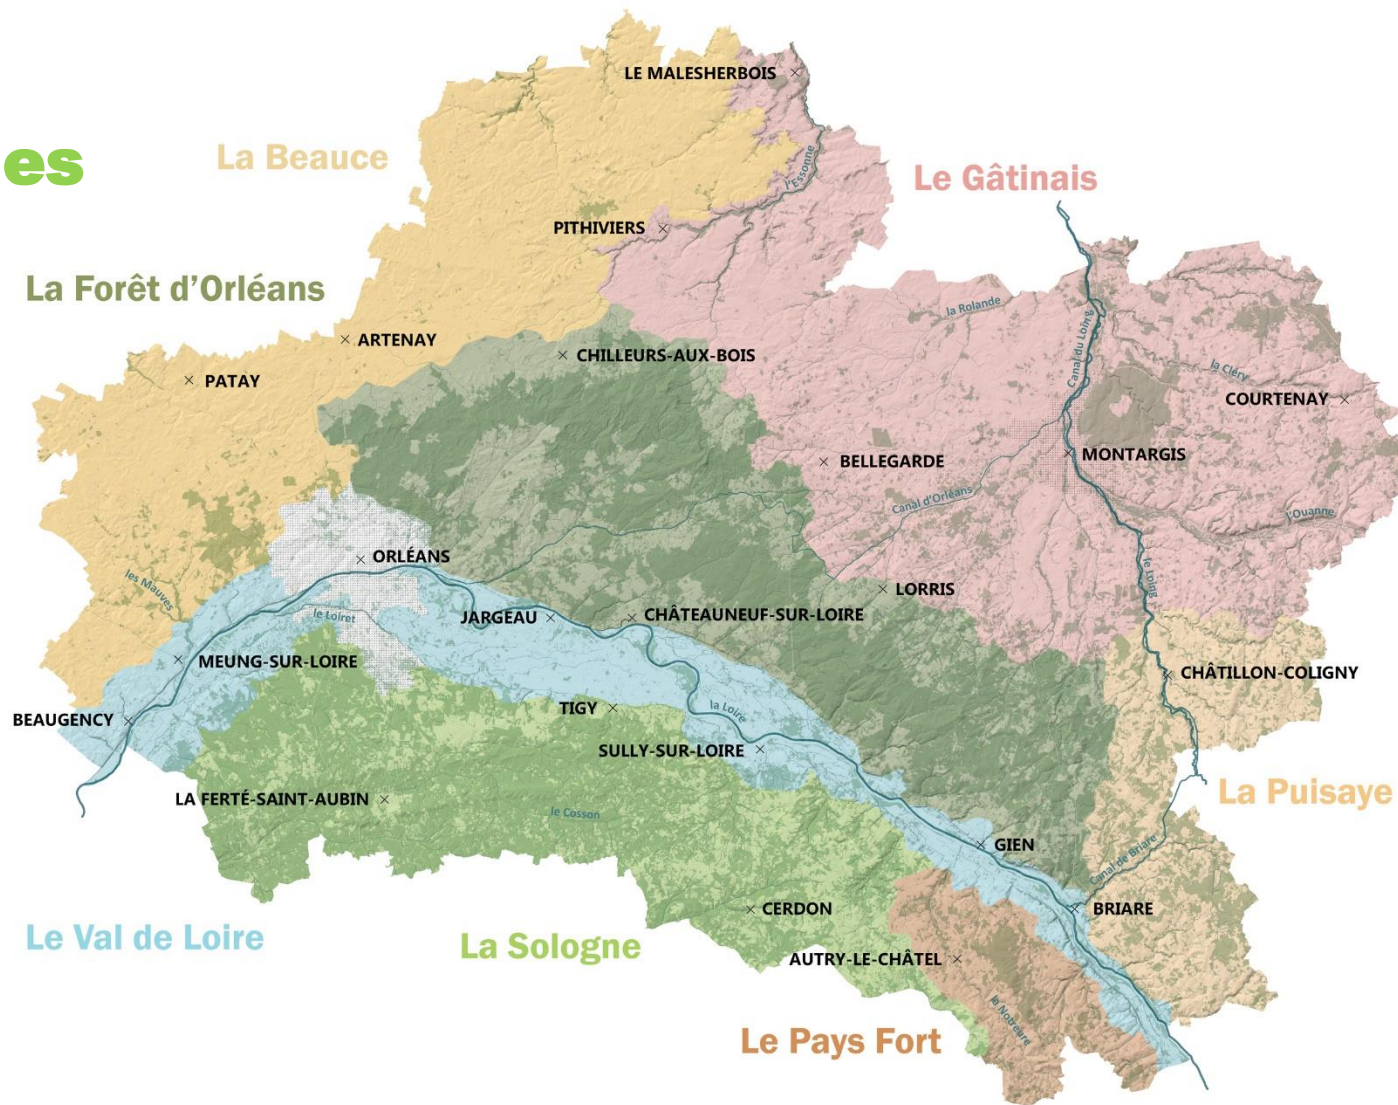 LE MALESHERBOIS
es
La Beauce
l'Essonne
Le Gâtinais
PITHIVIERS
La Forêt d'Orléans
la Rolande
ARTENAY
CHILLEURS-AUX-BOIS
Canal du Loing
la Cléry
PATAY
COURTENAY
BELLEGARDE
MONTARGIS
Canal d'Orléans
l'Ouanne
ORLÉANS
les Mauves
le Loing
LORRIS
le Loiret
JARGEAU
CHÂTEAUNEUF-SUR-LOIRE
MEUNG-SUR-LOIRE
CHÂTILLON-COLIGNY
BEAUGENCY
TIGY
la Loire
SULLY-SUR-LOIRE
La Puisaye
LA FERTÉ-SAINT-AUBIN
le Cosson
GIEN
Canal de Briare
CERDON
BRIARE
Le Val de Loire
La Sologne
AUTRY-LE-CHÂTEL
la Notreure
Le Pays Fort